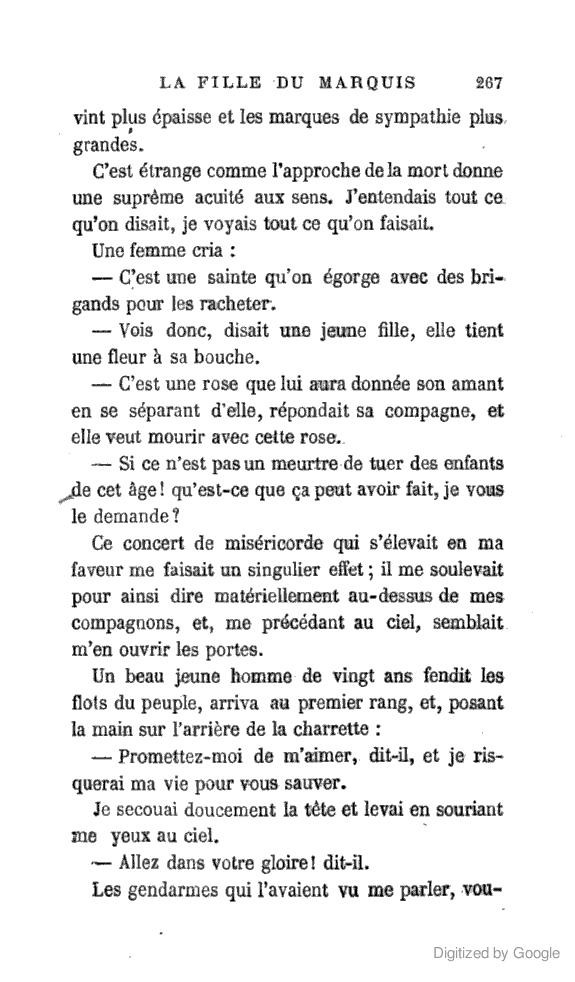 LA FILLE DU MARQUIS 267
vint plus épaisse et les marques de sympathie plus
grandes.
C'est étrange comme l'approche de la mort donne
une suprême acuité aux sens. J'entendais tout ce
qu'on disait, je voyais tout ce qu'on faisait.
Une femme cria :
— C'est une sainte qu'on égorge avec des bri-
gands pour les racheter.
— Vois donc, disait une jeune fille, elle tient
une fleur à sa bouche.
— C'est une rose que lui aura donnée son amant
en se séparant d'elle, répondait sa compagne, et
elle veut mourir avec cette rose.
— Si ce n'est pas un meurtre de tuer des enfants
de cet âge! qu'est-ce que ça peut avoir fait, je vous
le demande?
Ce concert de miséricorde qui s'élevait en ma
faveur me faisait un singulier effet ; il me soulevait
pour ainsi dire matériellement au-dessus de mes
compagnons, et, me précédant au ciel, semblait
m'en ouvrir les portes.
Un beau jeune homme de vingt ans fendit les
flots du peuple, arriva au premier rang, et, posant
la main sur l'arrière de la charrette :
— Promettez-moi de m'aimer, dit-il, et je ris-
querai ma vie pour vous sauver.
Je secouai doucement la tête et levai en souriant
me yeux au ciel.
— Allez dans votre gloire! dit-il.
Les gendarmes qui l'avaient vu me parler, vou-
Digitized by Google